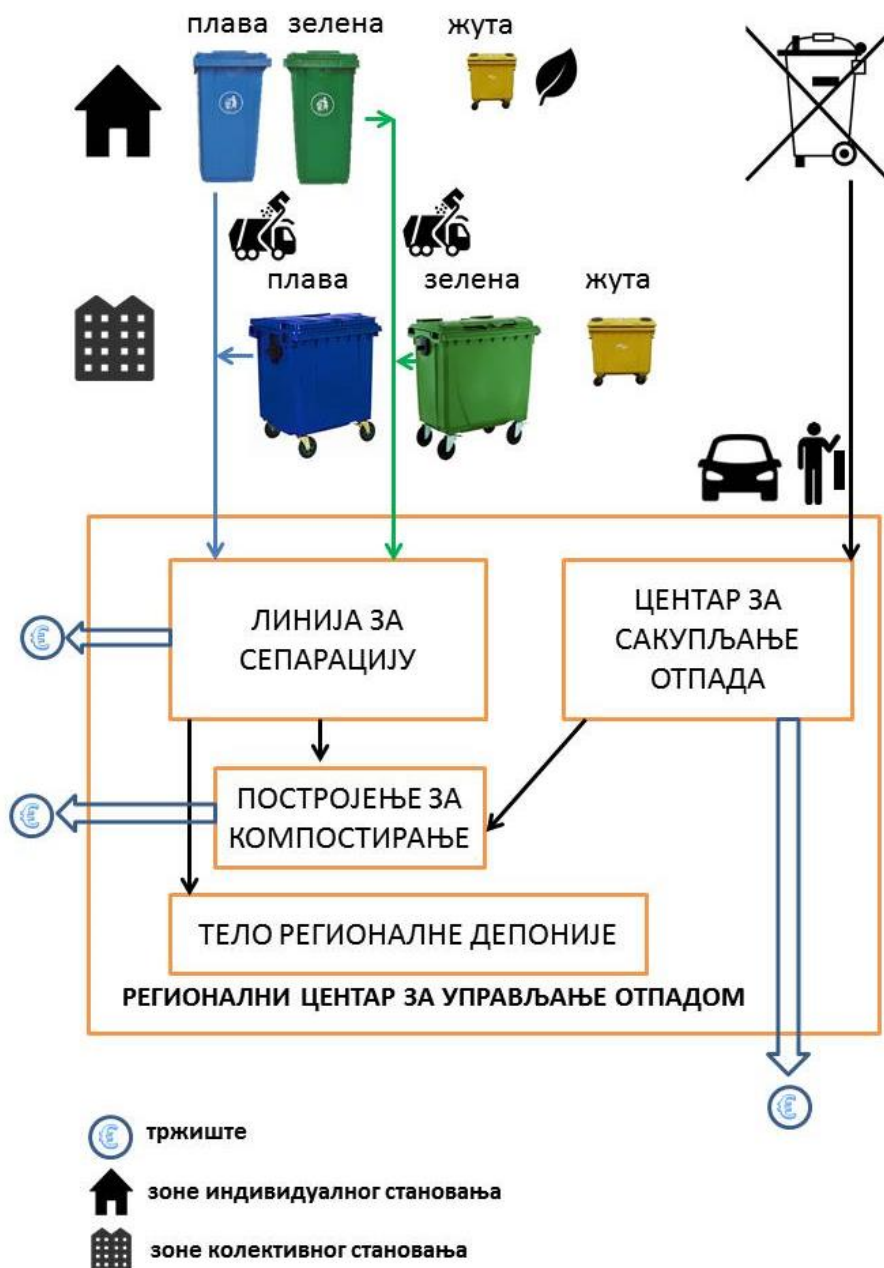 плава зелена жута
плава зелена жута
ЛИНИЈА ЗА
СЕПАРАЦИЈУ
ЦЕНТАР ЗА
САКУПЉАЊЕ
ОТПАДА
ПОСТРОЈЕЊЕ ЗА
КОМПОСТИРАЊЕ
ТЕЛО РЕГИОНАЛНЕ ДЕПОНИЈЕ
РЕГИОНАЛНИ ЦЕНТАР ЗА УПРАВЉАЊЕ ОТПАДОМ
тржиште
зоне индивидуалног становања
зоне колективног становања